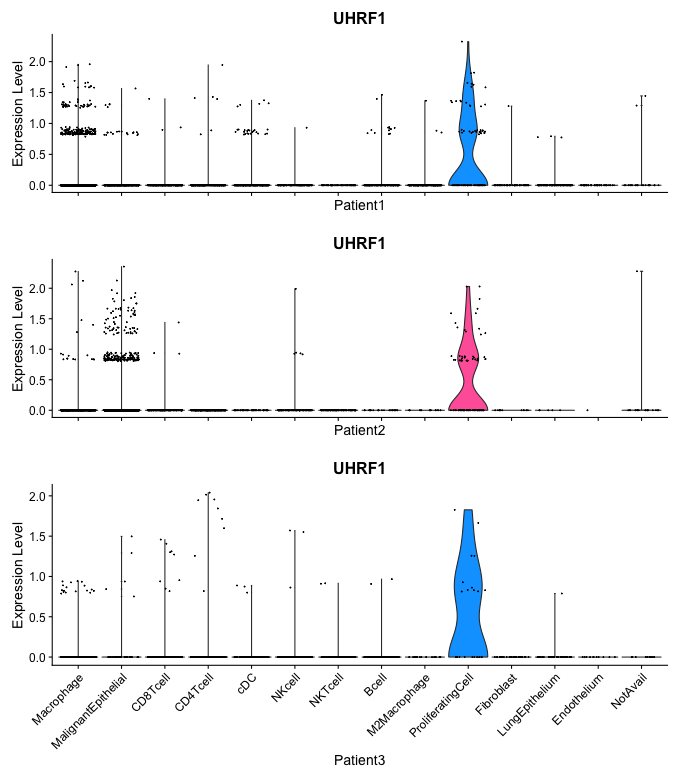 UHRF1
Expression Level
2.0
1.5
1.0
0.5
0.0
Patient1
UHRF1
Expression Level
2.0
1.5
1.0
0.5
0.0
Patient2
UHRF1
Expression Level
2.0
1.5
1.0
0.5
0.0
Macrophage
MalignantEpithelial
CD8Tcell
CD4Tcell
cDC
NKcell
NKTcell
Bcell
M2Macrophage
ProliferatingCell
Fibroblast
LungEpithelium
Endothelium
NotAvail
Patient3